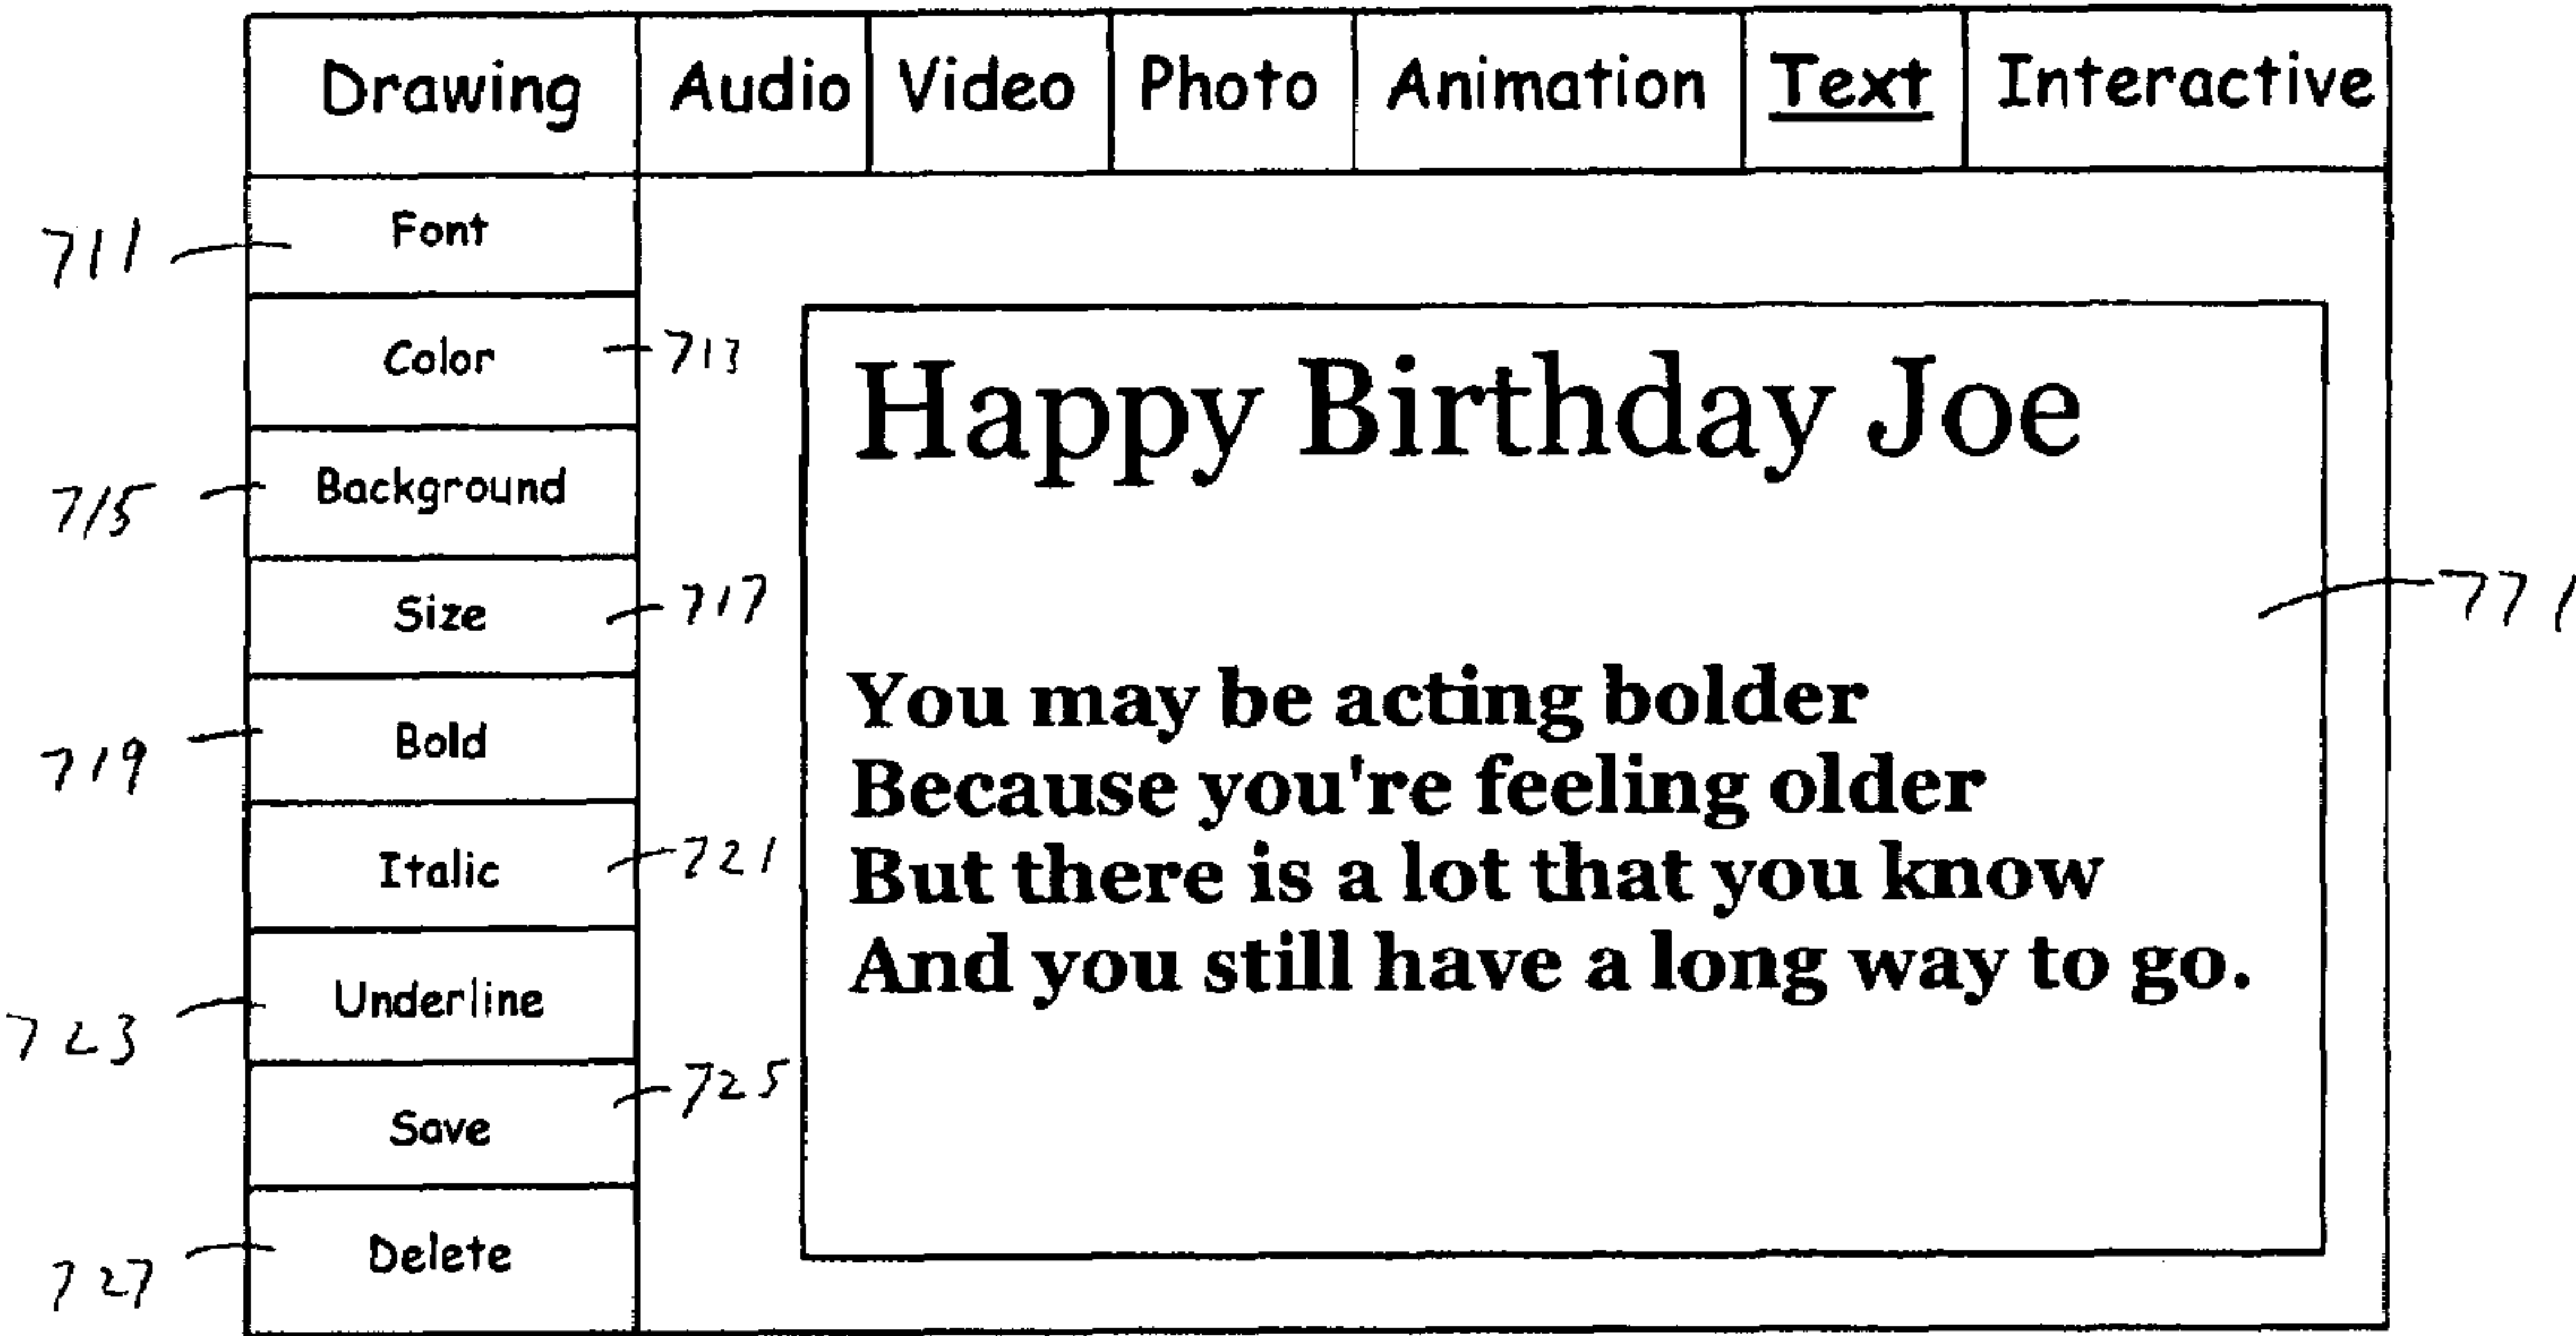 Drawing Audio Video Photo Animation Text Interactive
711 Font
Color 713
715 Background
Size 717
719 Bold
Italic 721
723 Underline
Save 725
727 Delete
Happy Birthday Joe
You may be acting bolder
Because you're feeling older
But there is a lot that you know
And you still have a long way to go.
771